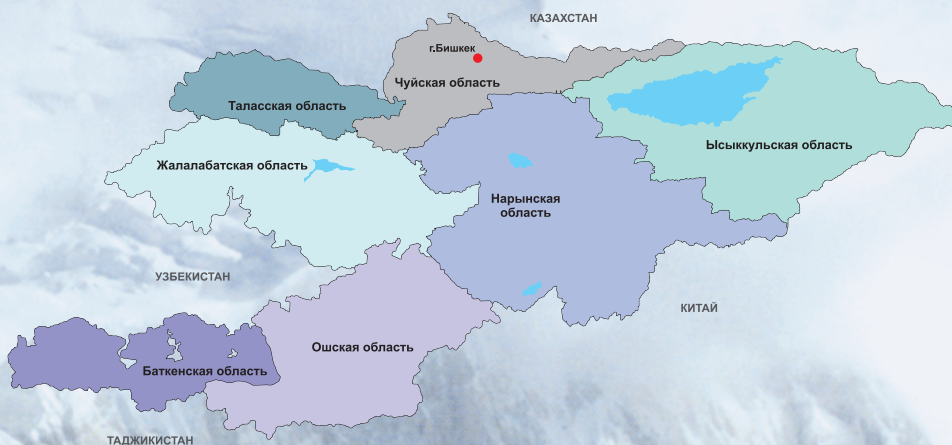 КАЗАХСТАН
г.Бишкек
Чуйская область
Таласская область
Ысыккульская область
Жалалабатская область
Нарынская
область
УЗБЕКИСТАН
КИТАЙ
Ошская область
Баткенская область
ТАДЖИКИСТАН